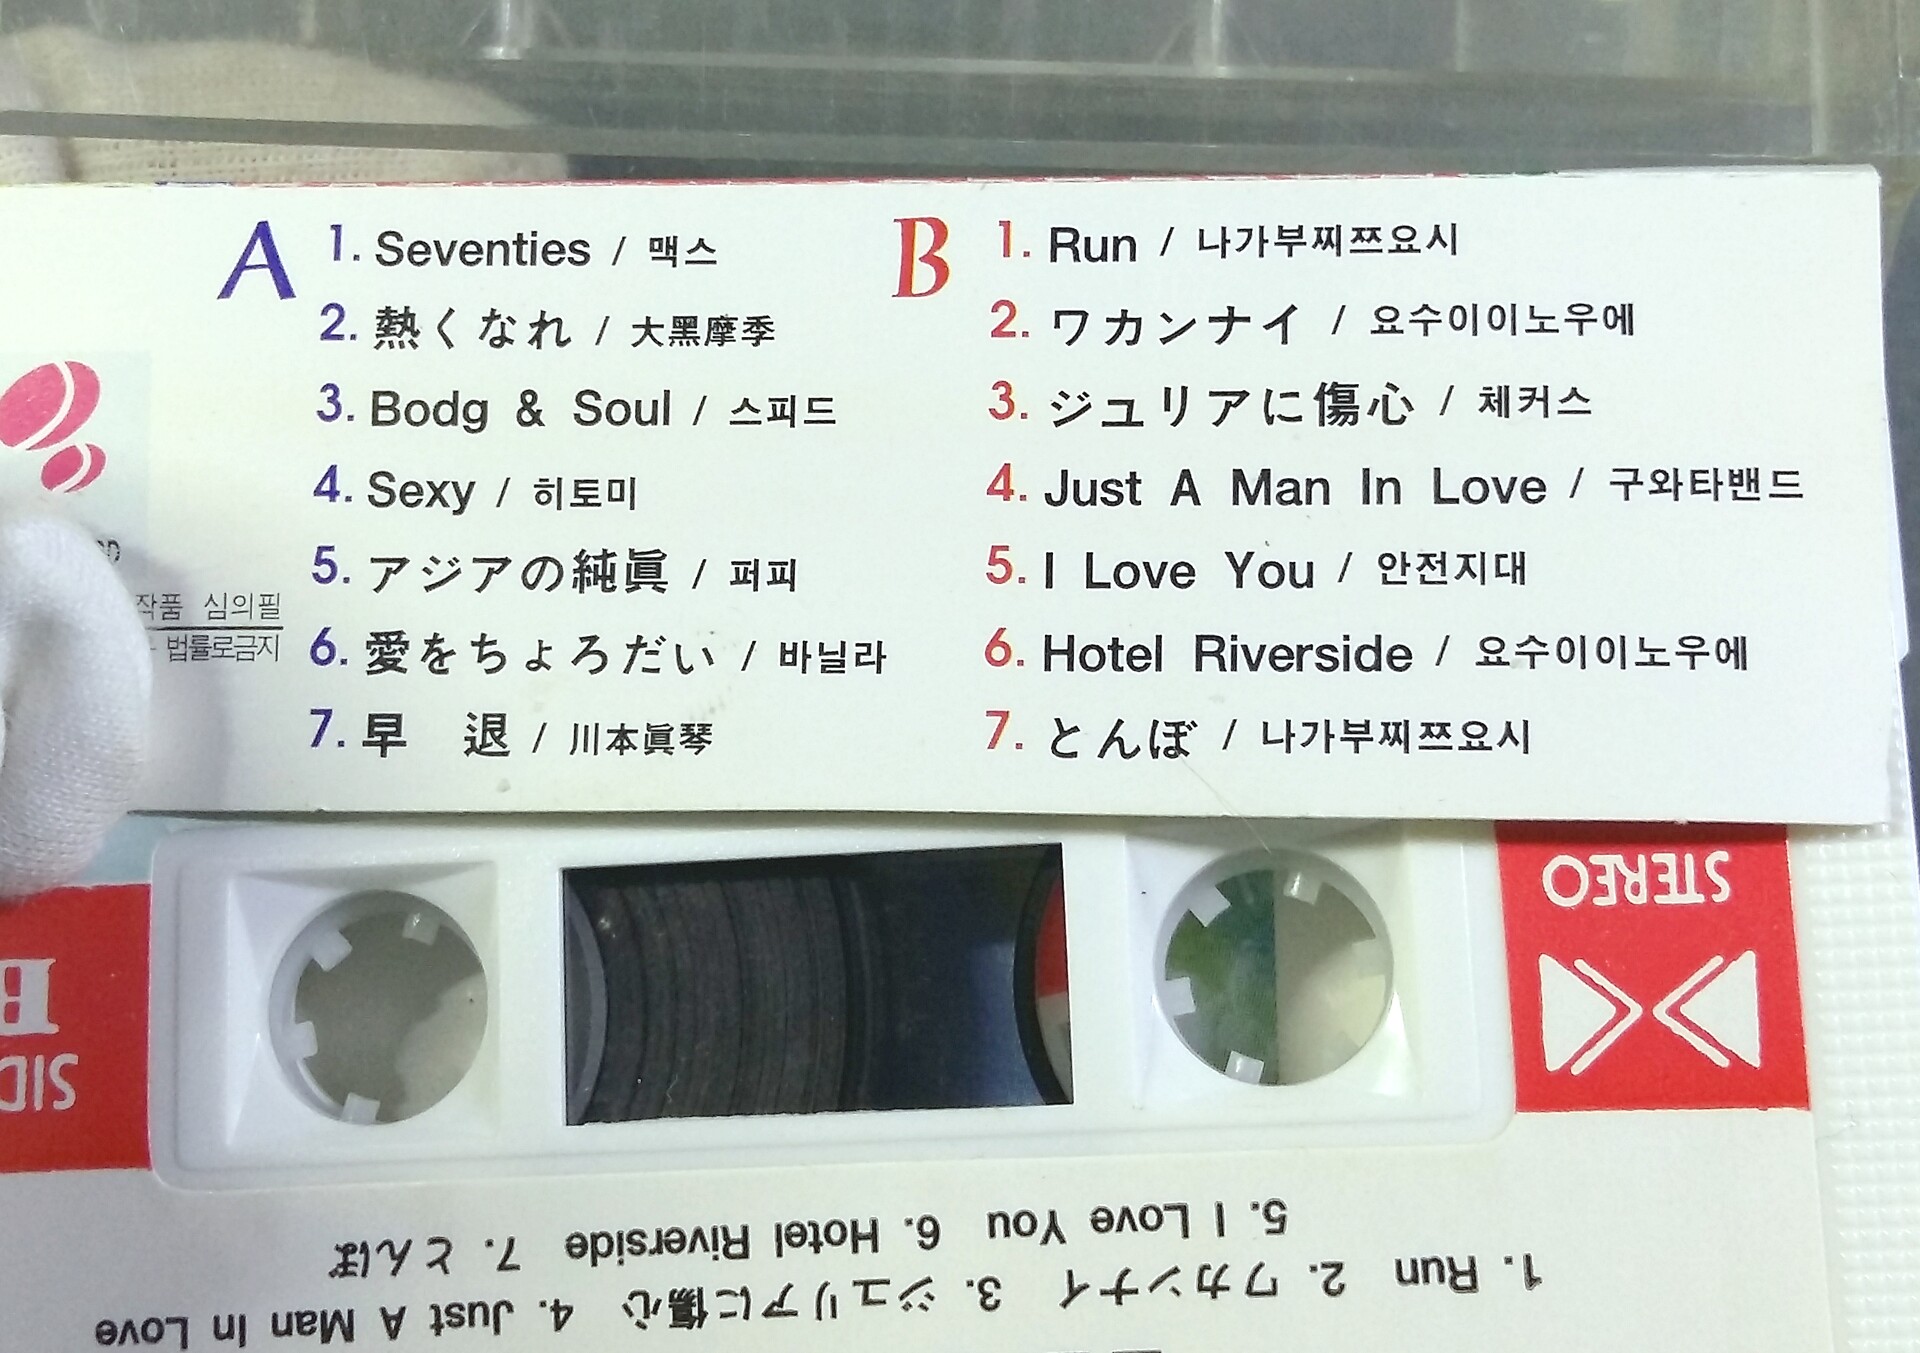 A
1. Seventies / 맥스
2. 熱くなれ / 大黑摩季
3. Bodg & Soul / 스피드
4. Sexy / 히토미
5. アジアの純眞 / 퍼피
6. 愛をちょろだい / 바닐라
7. 早 退 / 川本眞琴
B
1. Run / 나가부찌쯔요시
2. ワカンナイ / 요수이이노우에
3. ジュリアに傷心 / 체커스
4. Just A Man In Love / 구와타밴드
5. I Love You / 안전지대
6. Hotel Riverside / 요수이이노우에
7. とんぼ / 나가부찌쯔요시
작품 심의필
법률로금지
STEREO
B
1. Run 2. ワカンナイ 3. ジュリアに傷心 4. Just A Man In Love
5. I Love You 6. Hotel Riverside 7. とんぼ